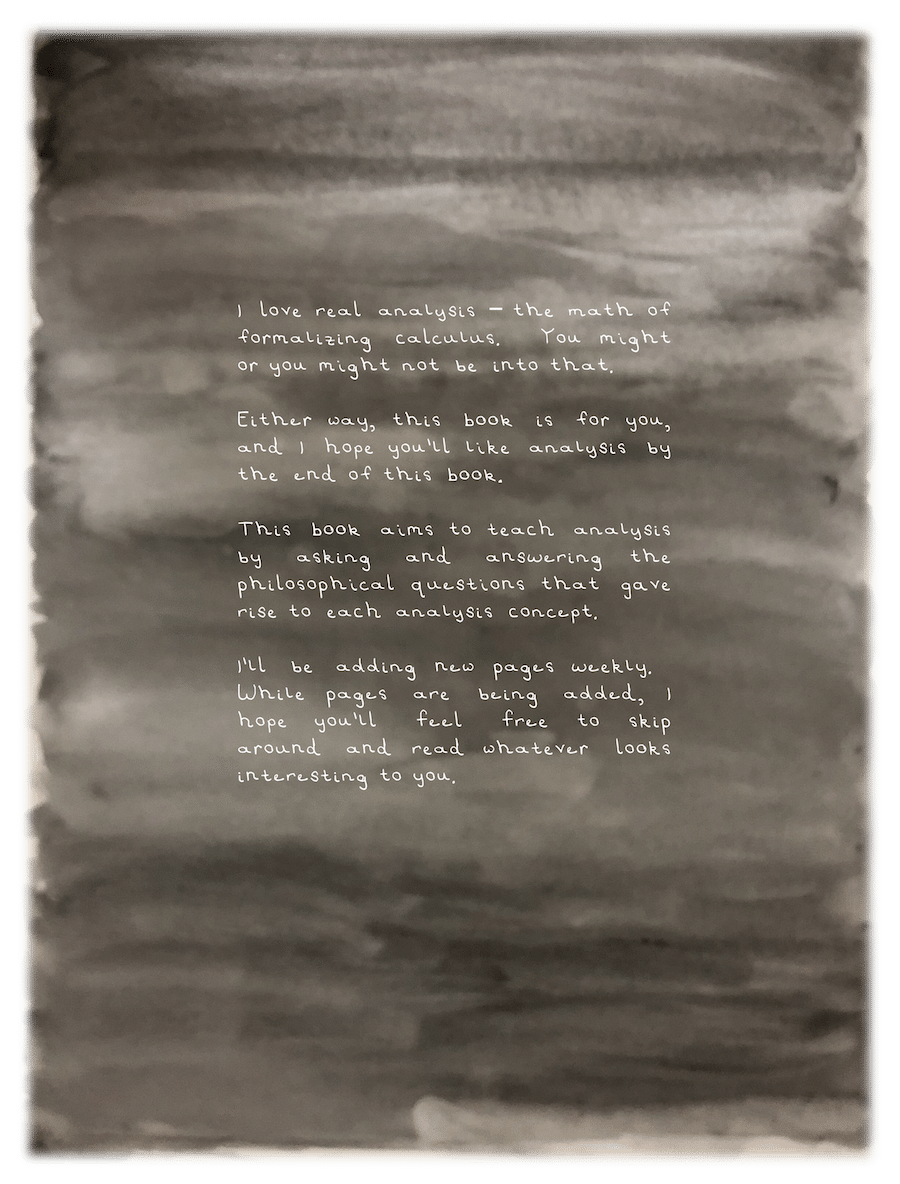 I love real analysis – the math of
formalizing calculus. You might
or you might not be into that.
Either way, this book is for you,
and I hope you'll like analysis by
the end of this book.
This book aims to teach analysis
by asking and answering the
philosophical questions that gave
rise to each analysis concept.
I'll be adding new pages weekly.
While pages are being added, I
hope you'll feel free to skip
around and read whatever looks
interesting to you.